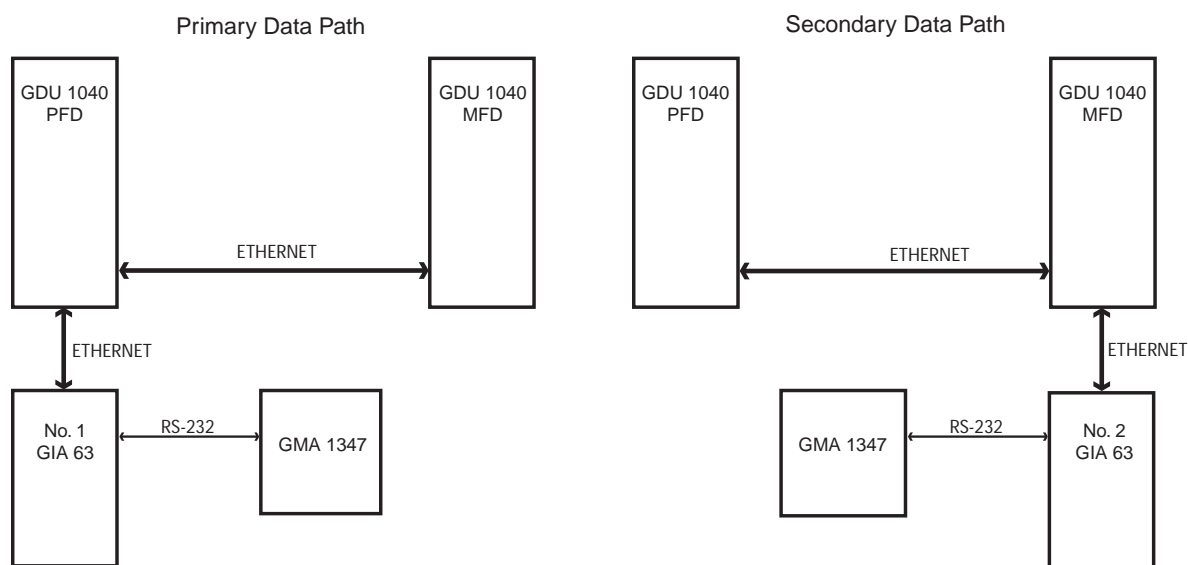 Primary Data Path
GDU 1040
PFD
GDU 1040
MFD
ETHERNET
ETHERNET
No. 1
GIA 63
RS-232
GMA 1347
Secondary Data Path
GDU 1040
PFD
GDU 1040
MFD
ETHERNET
ETHERNET
GMA 1347
RS-232
No. 2
GIA 63